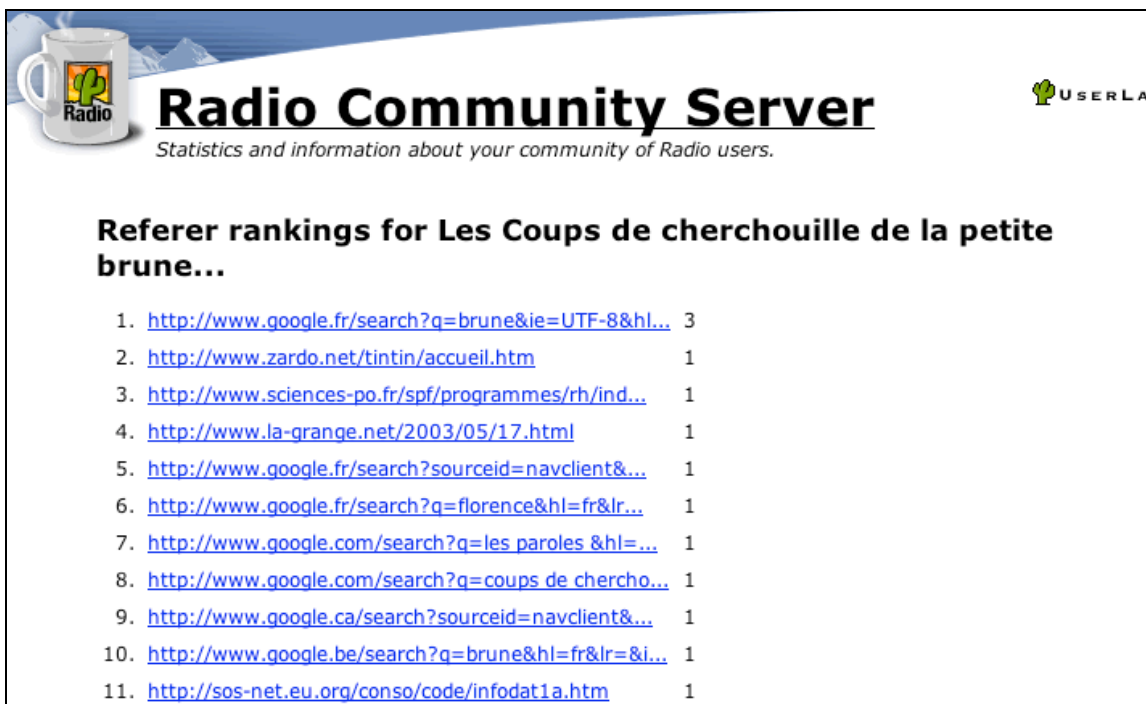 Radio
Radio Community Server
USERLA
Statistics and information about your community of Radio users.
Referer rankings for Les Coups de cherchouille de la petite
brune...
1. http://www.google.fr/search?q=brune&ie=UTF-8&hl... 3
2. http://www.zardo.net/tintin/accueil.htm 1
3. http://www.sciences-po.fr/spf/programmes/rh/ind... 1
4. http://www.la-grange.net/2003/05/17.html 1
5. http://www.google.fr/search?sourceid=navclient&... 1
6. http://www.google.fr/search?q=florence&hl=fr&lr... 1
7. http://www.google.com/search?q=les paroles &hl=... 1
8. http://www.google.com/search?q=coups de chercho... 1
9. http://www.google.ca/search?sourceid=navclient&... 1
10. http://www.google.be/search?q=brune&hl=fr&lr=&i... 1
11. http://sos-net.eu.org/conso/code/infodat1a.htm 1